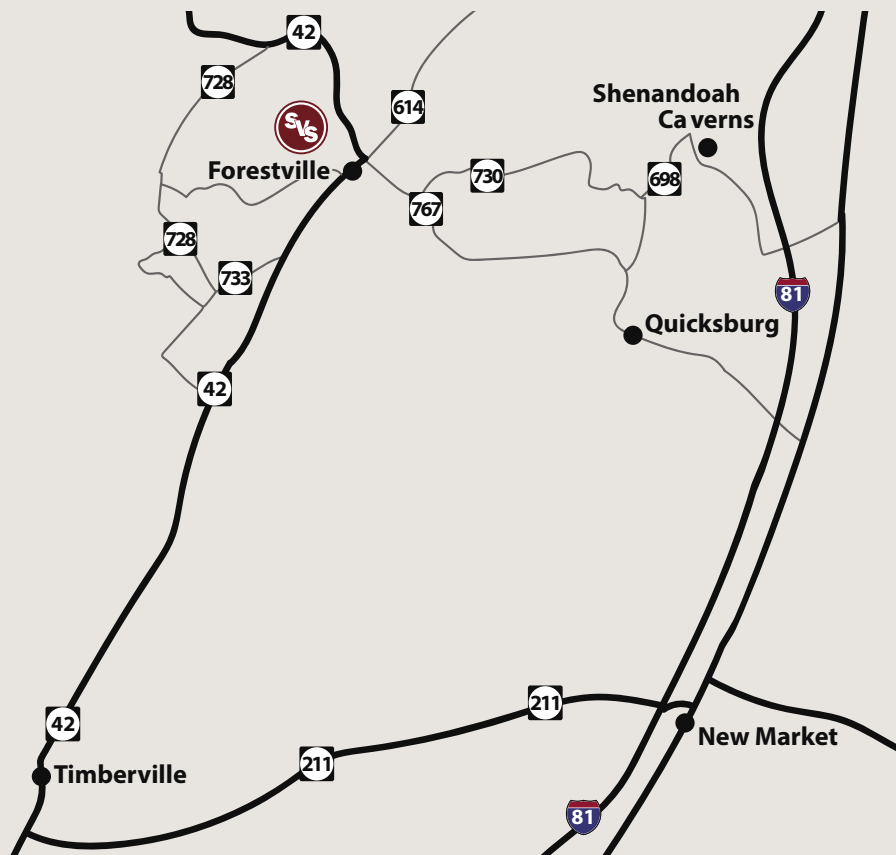 42
728
Shenandoah
Ca verns
614
SVS
Forestville
730
698
767
728
733
81
Quicksburg
42
211
42
New Market
211
Timberville
81